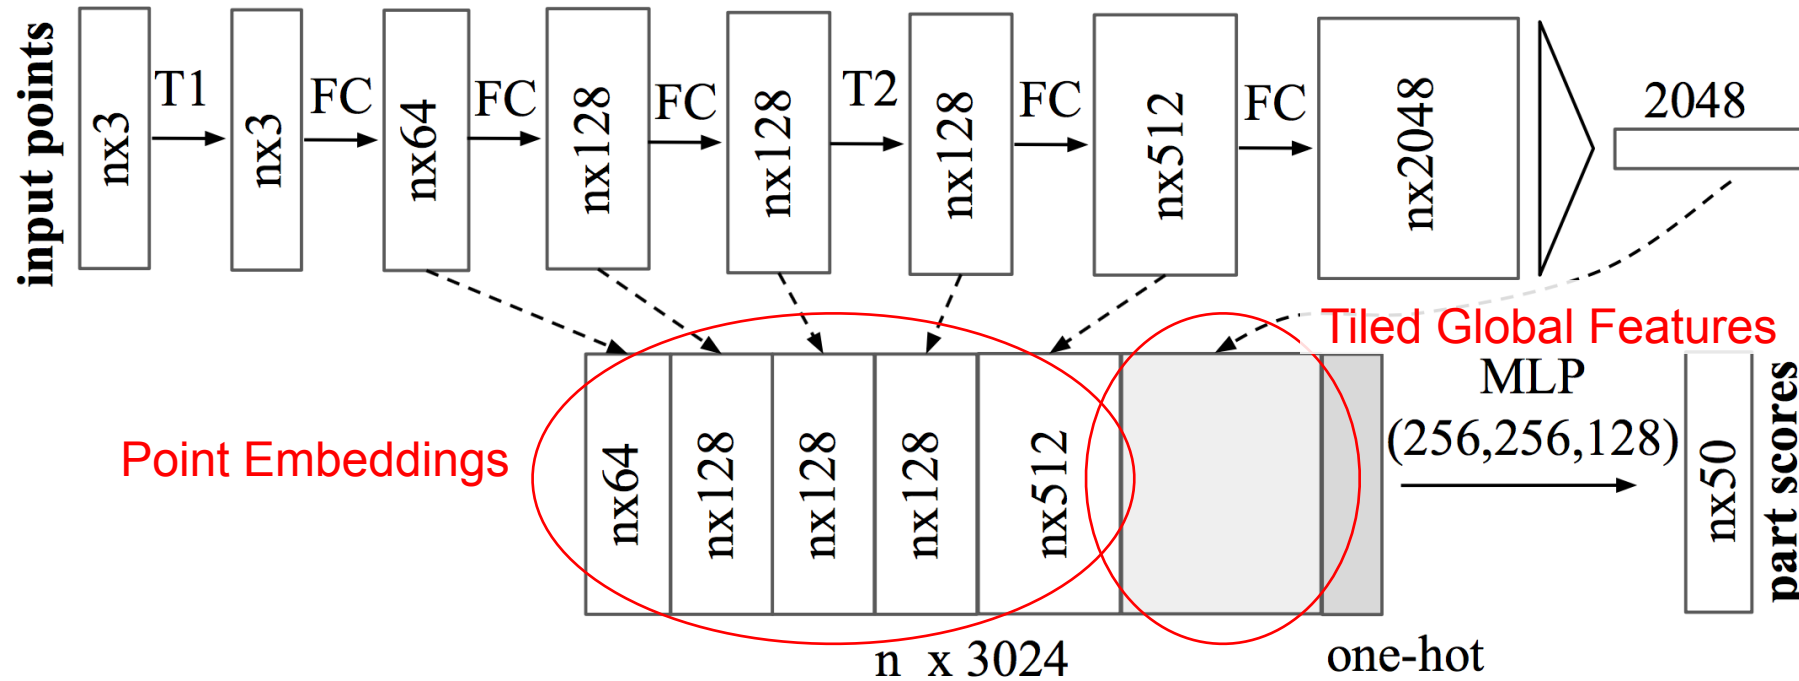 input points
nx3
T1
nx3
FC
nx64
FC
nx128
FC
nx128
T2
nx128
FC
nx512
FC
nx2048
2048
Tiled Global Features
Point Embeddings
nx64
nx128
nx128
nx128
nx512
MLP
(256,256,128)
nx50
part scores
n x 3024
one-hot